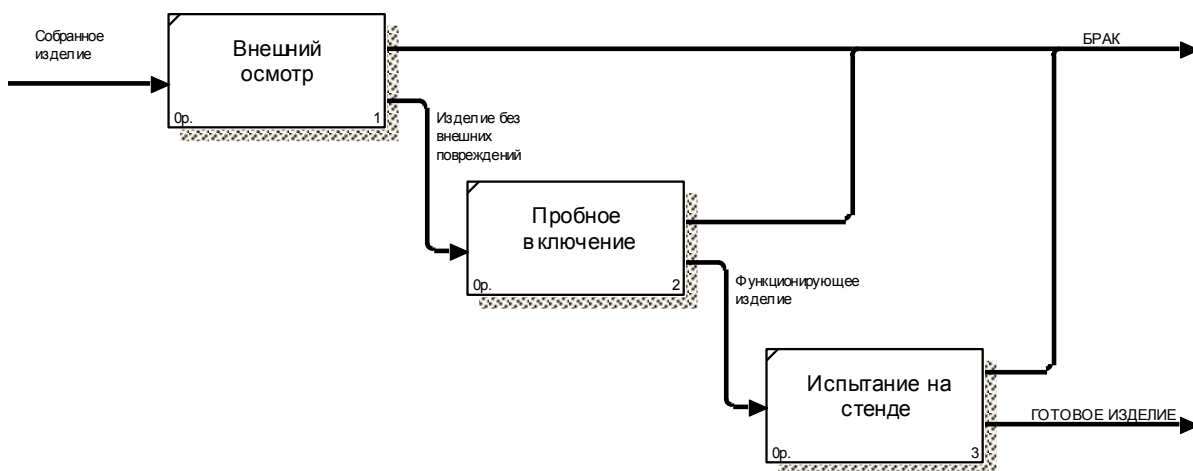 Собранное
изделие
Внешний
осмотр
0р.
1
БРАК
Изделие без
внешних
повреждений
Пробное
включение
0р.
2
Функционирующее
изделие
Испытание на
стенде
0р.
3
ГОТОВОЕ ИЗДЕЛИЕ